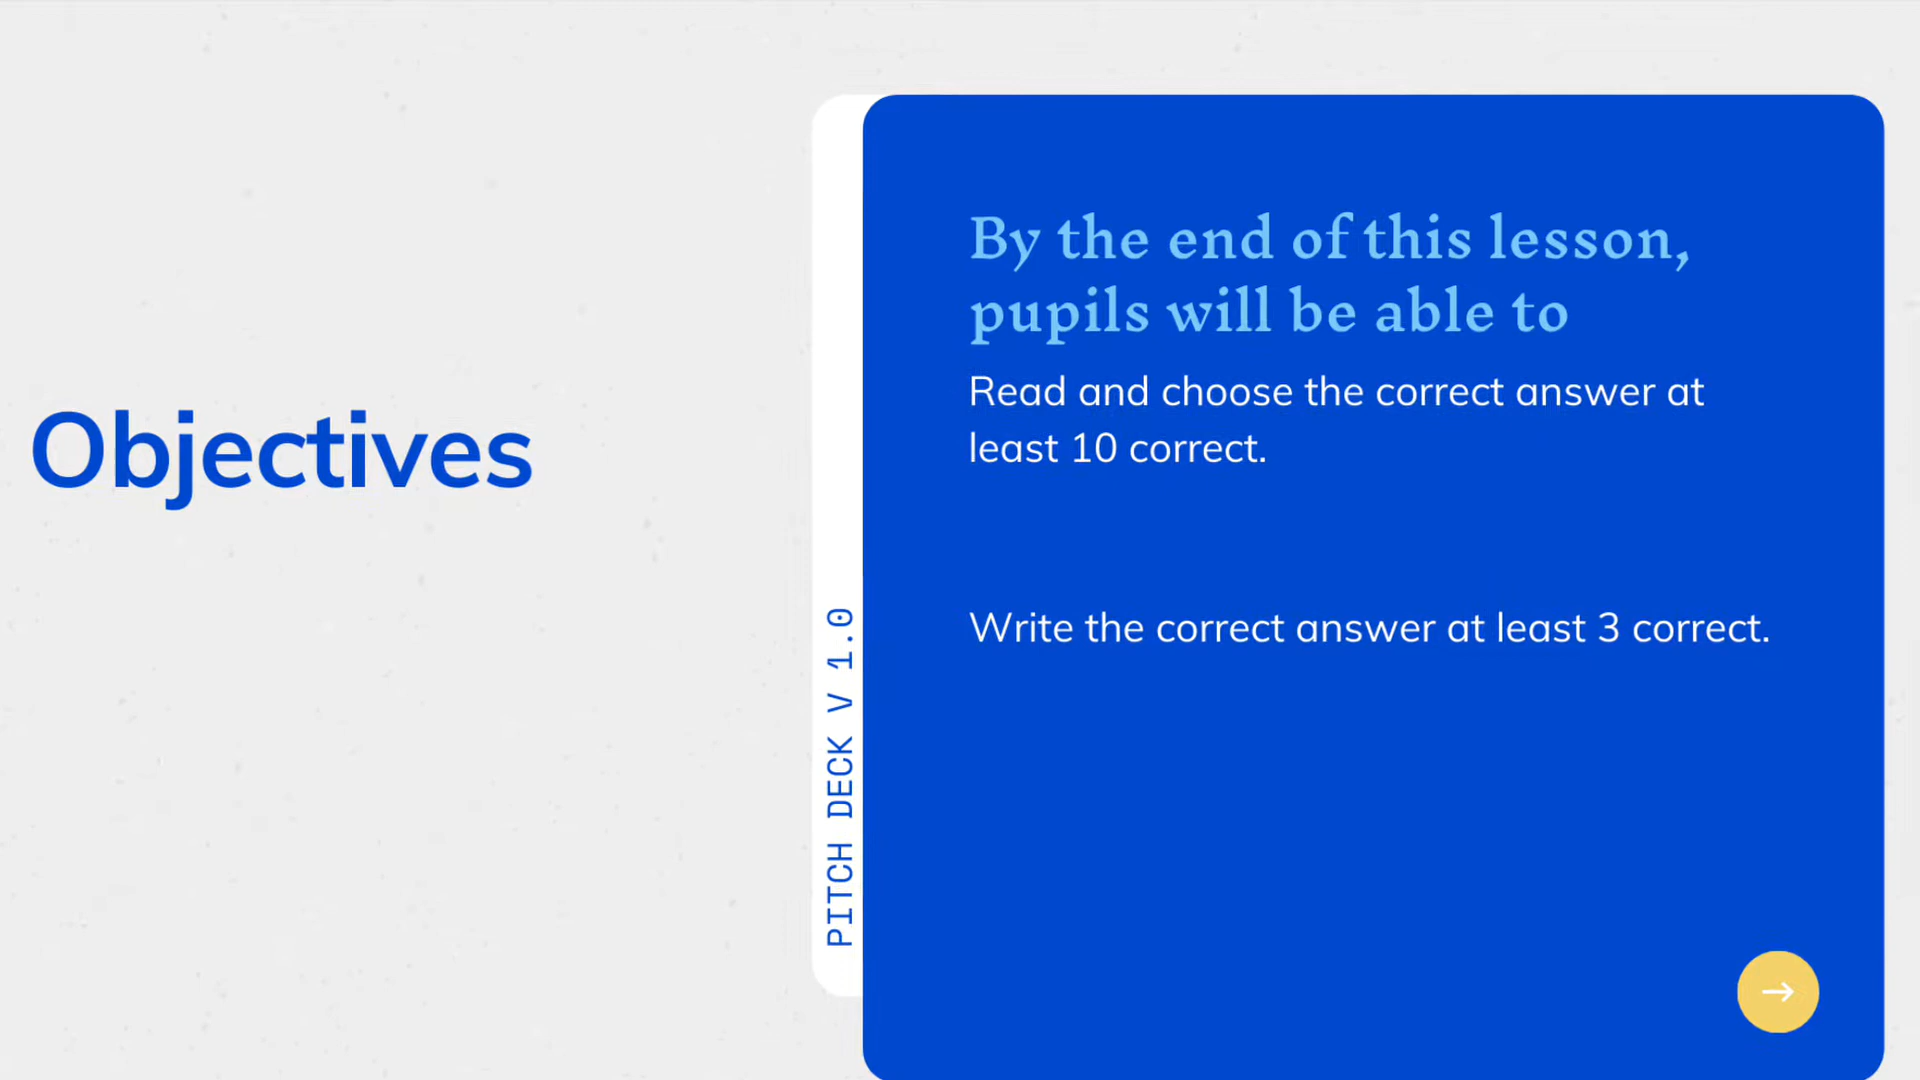 Objectives
PITCH DECK V 1.0
By the end of this lesson,
pupils will be able to
Read and choose the correct answer at
least 10 correct.
Write the correct answer at least 3 correct.